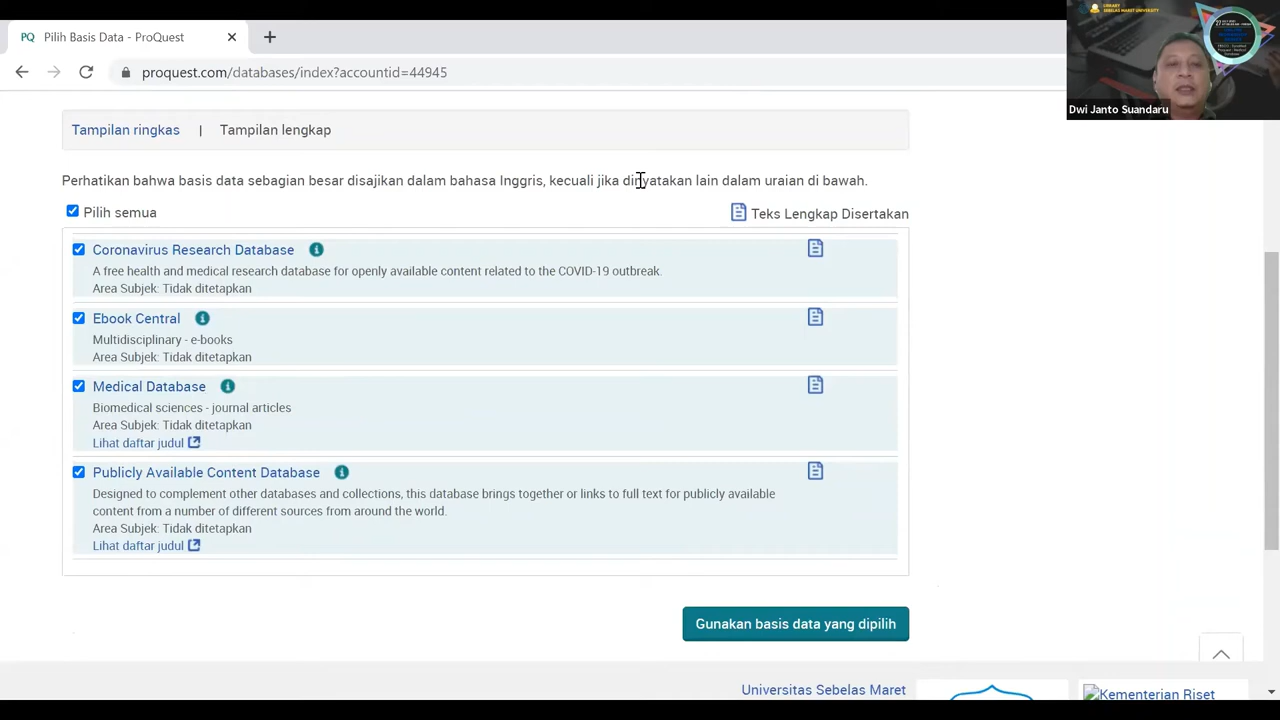 PQ Pilih Basis Data - ProQuest
proquest.com/databases/index?accountid=44945
LIBRARY
SEBELAS MARET UNIVERSITY
Dwi Janto Suandaru
Tampilan ringkas | Tampilan lengkap
Perhatikan bahwa basis data sebagian besar disajikan dalam bahasa Inggris, kecuali jika dinyatakan lain dalam uraian di bawah.
Pilih semua
Teks Lengkap Disertakan
Coronavirus Research Database
A free health and medical research database for openly available content related to the COVID-19 outbreak.
Area Subjek: Tidak ditetapkan
Ebook Central
Multidisciplinary - e-books
Area Subjek: Tidak ditetapkan
Medical Database
Biomedical sciences - journal articles
Area Subjek: Tidak ditetapkan
Lihat daftar judul
Publicly Available Content Database
Designed to complement other databases and collections, this database brings together or links to full text for publicly available
content from a number of different sources from around the world.
Area Subjek: Tidak ditetapkan
Lihat daftar judul
Gunakan basis data yang dipilih
Universitas Sebelas Maret
Kementerian Riset